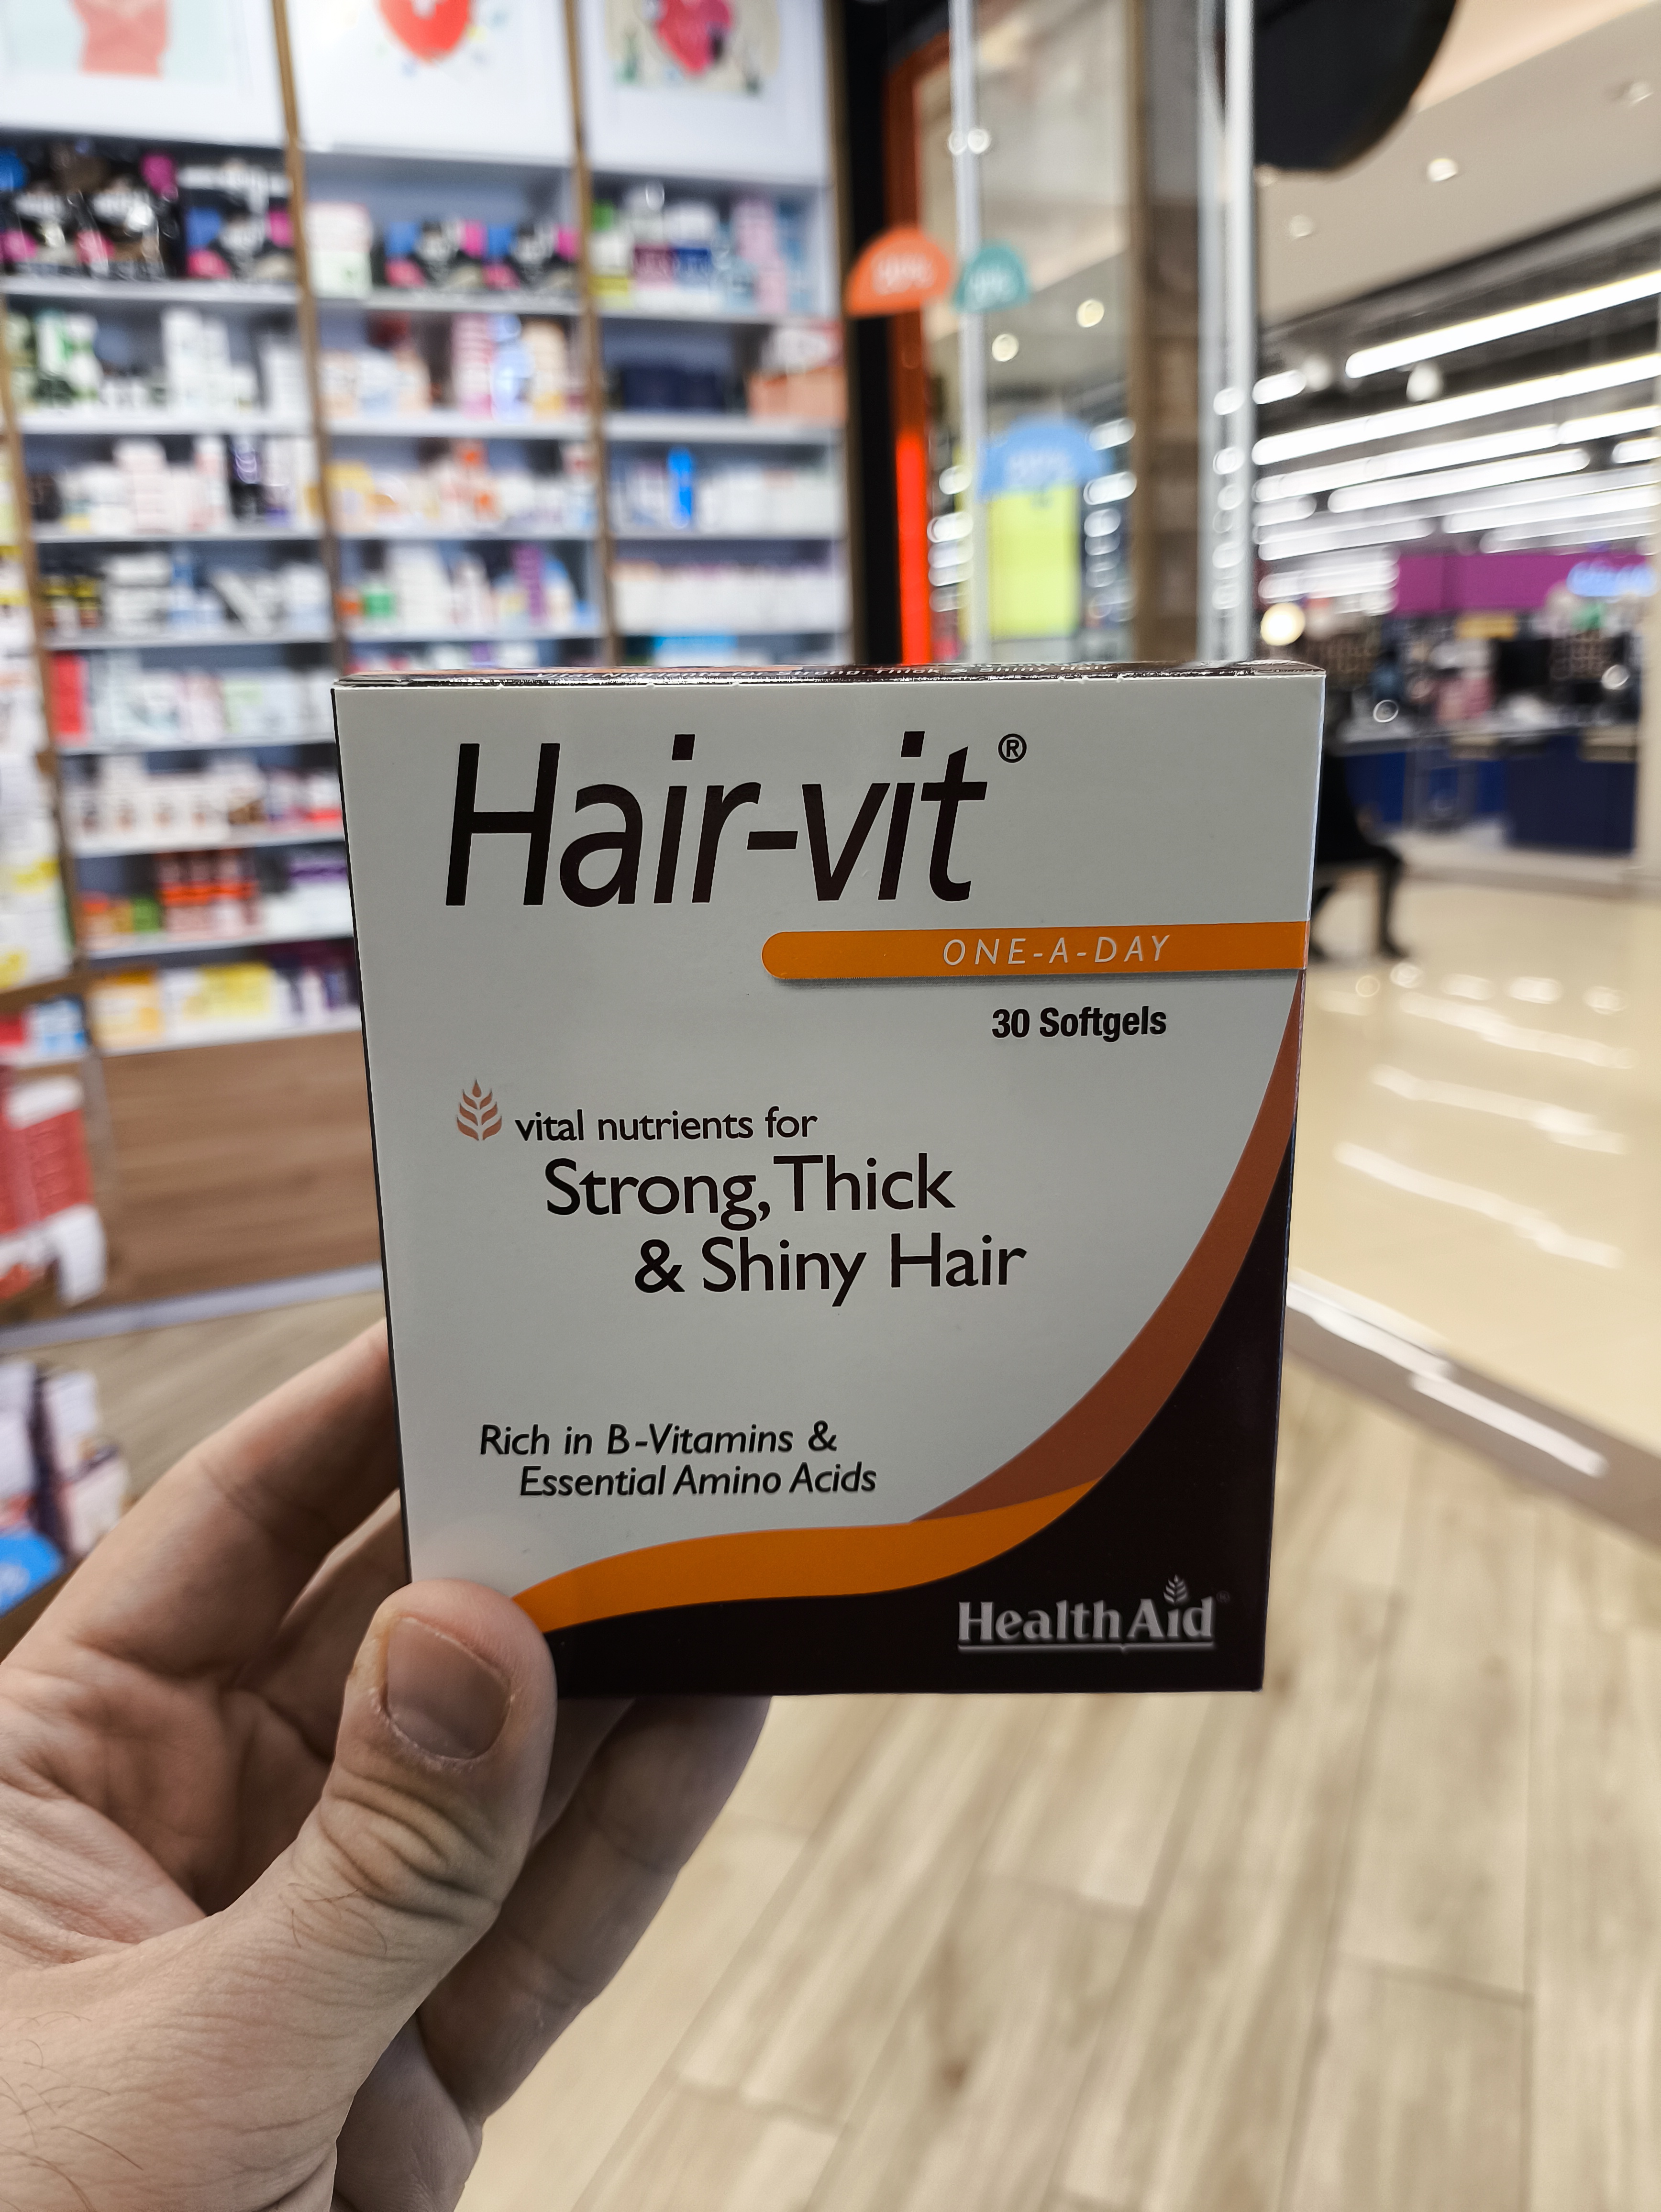 Hair-vit®
ONE-A-DAY
30 Softgels
vital nutrients for
Strong, Thick
& Shiny Hair
Rich in B-Vitamins &
Essential Amino Acids
HealthAid®